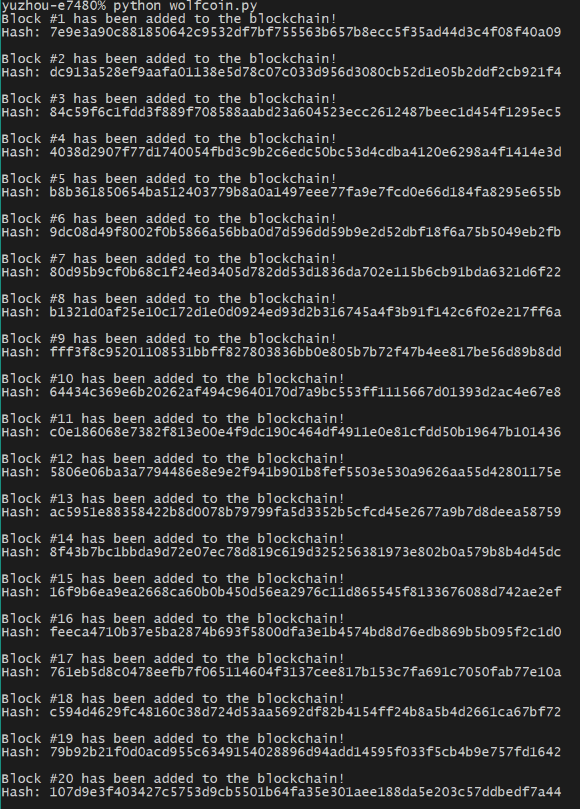 yuzhou-e7480% python wolfcoin.py
Block #1 has been added to the blockchain!
Hash: 7e9e3a90c881850642c9532df7bf755563b657b8ecc5f35ad44d3c4f08f40a09
Block #2 has been added to the blockchain!
Hash: dc913a528ef9aafa01138e5d78c07c033d956d3080cb52d1e05b2ddf2cb921f4
Block #3 has been added to the blockchain!
Hash: 84c59f6c1fdd3f889f708588aabd23a604523ecc2612487beec1d454f1295ec5
Block #4 has been added to the blockchain!
Hash: 4038d2907f77d1740054fbd3c9b2c6edc50bc53d4cdba4120e6298a4f1414e3d
Block #5 has been added to the blockchain!
Hash: b8b361850654ba512403779b8a0a1497eee77fa9e7fcd0e66d184fa8295e655b
Block #6 has been added to the blockchain!
Hash: 9dc08d49f8002f0b5866a56bba0d7d596dd59b9e2d52dbf18f6a75b5049eb2fb
Block #7 has been added to the blockchain!
Hash: 80d95b9cf0b68c1f24ed3405d782dd53d1836da702e115b6cb91bda6321d6f22
Block #8 has been added to the blockchain!
Hash: b1321d0af25e10c172d1e0d0924ed93d2b316745a4f3b91f142c6f02e217ff6a
Block #9 has been added to the blockchain!
Hash: fff3f8c95201108531bbff827803836bb0e805b7b72f47b4ee817be56d89b8dd
Block #10 has been added to the blockchain!
Hash: 64434c369e6b20262af494c9640170d7a9bc553ff1115667d01393d2ac4e67e8
Block #11 has been added to the blockchain!
Hash: c0e186068e7382f813e00e4f9dc190c464df4911e0e81cfdd50b19647b101436
Block #12 has been added to the blockchain!
Hash: 5806e06ba3a7794486e8e9e2f941b901b8fef5503e530a9626aa55d42801175e
Block #13 has been added to the blockchain!
Hash: ac5951e88358422b8d0078b79799fa5d3352b5cfcd45e2677a9b7d8deea58759
Block #14 has been added to the blockchain!
Hash: 8f43b7bc1bbda9d72e07ec78d819c619d325256381973e802b0a579b8b4d45dc
Block #15 has been added to the blockchain!
Hash: 16f9b6ea9ea2668ca60b0b450d56ea2976c11d865545f8133676088d742ae2ef
Block #16 has been added to the blockchain!
Hash: feeca4710b37e5ba2874b693f5800dfa3e1b4574bd8d76edb869b5b095f2c1d0
Block #17 has been added to the blockchain!
Hash: 761eb5d8c0478eefb7f065114604f3137cee817b153c7fa691c7050fab77e10a
Block #18 has been added to the blockchain!
Hash: c594d4629fc48160c38d724d53aa5692df82b4154ff24b8a5b4d2661ca67bf72
Block #19 has been added to the blockchain!
Hash: 79b92b21f0d0acd955c6349154028896d94add14595f033f5cb4b9e757fd1642
Block #20 has been added to the blockchain!
Hash: 107d9e3f403427c5753d9cb5501b64fa35e301aee188da5e203c57ddbedf7a44